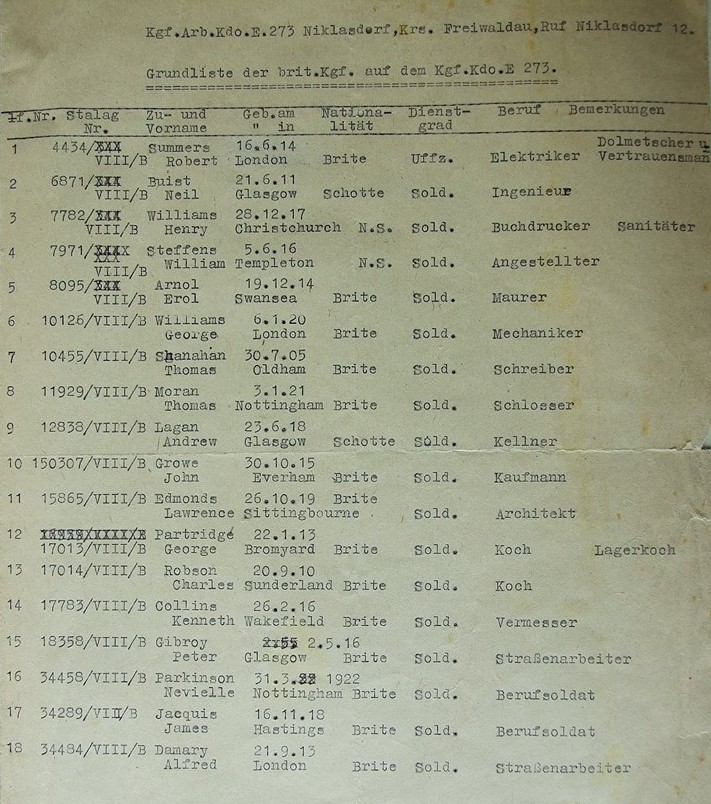 Kgf.Arb.Kdo.E.273 Niklasdorf,Krs. Freiwaldau,Ruf Niklasdorf 12.
Grundliste der brit.Kgf. auf dem Kgf.Kdo.E 273.
lf.Nr. Stalag Zu- und Geb.am Nationa- Dienst- Beruf Bemerkungen
Nr. Vorname " in lität grad
Dolmetscher u
1 4434/XXX Summers 16.6.14
VIII/B Robert London Brite Uffz. Elektriker Vertrauensman
2 6871/XXX Buist 21.6.11
VIII/B Neil Glasgow Schotte Sold. Ingenieur
3 7782/XXX Williams 28.12.17
VIII/B Henry Christchurch N.S. Sold. Buchdrucker Sanitäter
4 7971/XXXX Steffens 5.6.16
VIII/B William Templeton N.S. Sold. Angestellter
5 8095/XXX Arnol 19.12.14
VIII/B Erol Swansea Brite Sold. Maurer
6 10126/VIII/B Williams 6.1.20
George London Brite Sold. Mechaniker
7 10455/VIII/B Shanahan 30.7.05
Thomas Oldham Brite Sold. Schreiber
8 11929/VIII/B Moran 3.1.21
Thomas Nottingham Brite Sold. Schlosser
9 12838/VIII/B Lagan 23.6.18
Andrew Glasgow Schotte Sold. Kellner
10 150307/VIII/B Growe 30.10.15
John Everham Brite Sold. Kaufmann
11 15865/VIII/B Edmonds 26.10.19 Brite
Lawrence Sittingbourne Sold. Architekt
12 Partridge 22.1.13
17013/VIII/B George Bromyard Brite Sold. Koch Lagerkoch
13 17014/VIII/B Robson 20.9.10
Charles Sunderland Brite Sold. Koch
14 17783/VIII/B Collins 26.2.16
Kenneth Wakefield Brite Sold. Vermesser
15 18358/VIII/B Gibroy 2.5.16
Peter Glasgow Brite Sold. Straßenarbeiter
16 34458/VIII/B Parkinson 31.3.22 1922
Nevielle Nottingham Brite Sold. Berufsoldat
17 34289/VIII/B Jacquis 16.11.18
James Hastings Brite Sold. Berufsoldat
18 34484/VIII/B Damary 21.9.13
Alfred London Brite Sold. Straßenarbeiter